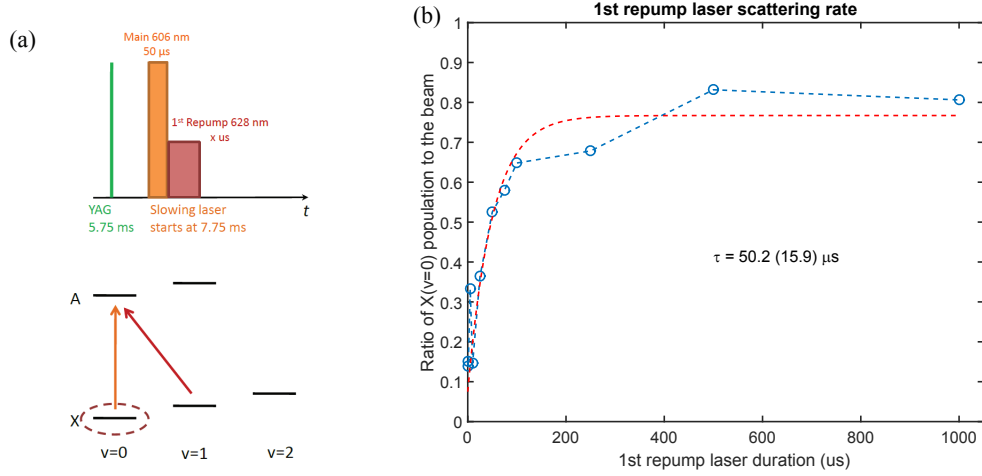 (a)
Main 606 nm
50 µs
1st Repump 628 nm
x us
t
YAG
5.75 ms
Slowing laser
starts at 7.75 ms
A
X
v=0
v=1
v=2
(b)
1st repump laser scattering rate
Ratio of X(v=0) population to the beam
1
0.9
0.8
0.7
0.6
0.5
0.4
0.3
0.2
0.1
0
τ = 50.2 (15.9) μs
0 200 400 600 800 1000
1st repump laser duration (us)